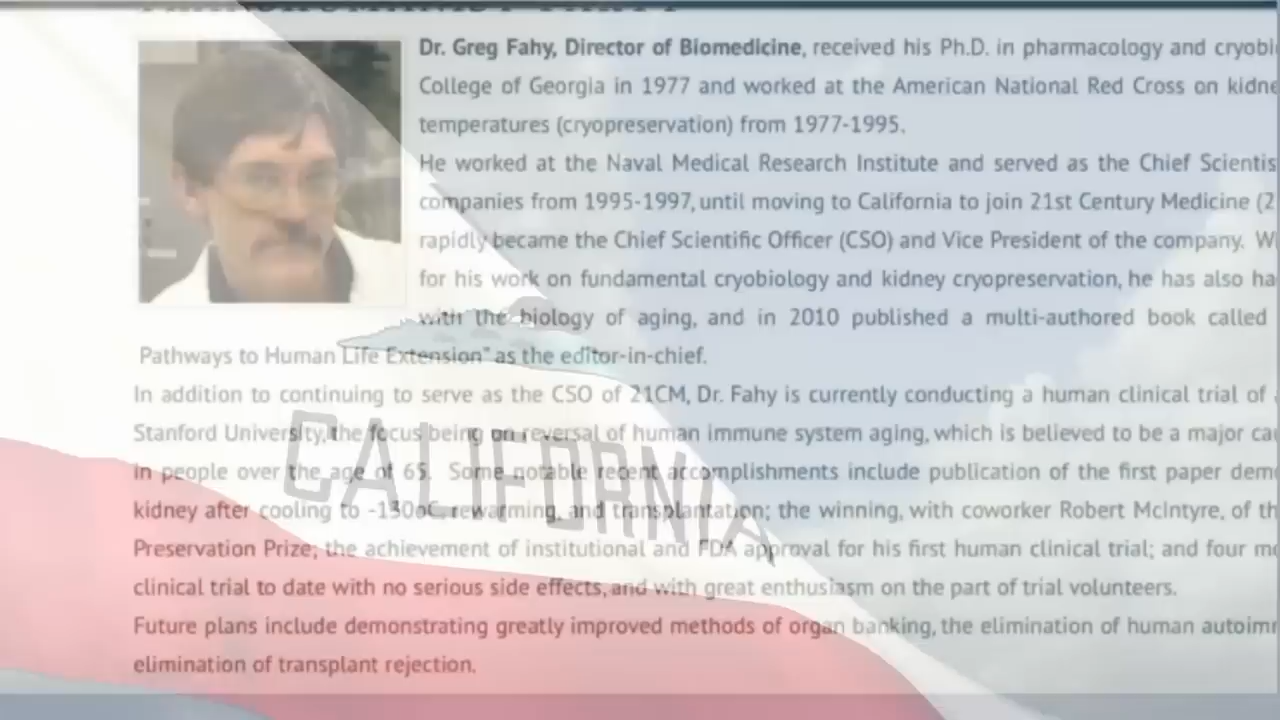 Dr. Greg Fahy, Director of Biomedicine, received his Ph.D. in pharmacology and cryobi
College of Georgia in 1977 and worked at the American National Red Cross on kidne
temperatures (cryopreservation) from 1977-1995.
He worked at the Naval Medical Research Institute and served as the Chief Scientis
companies from 1995-1997, until moving to California to join 21st Century Medicine (2
rapidly became the Chief Scientific Officer (CSO) and Vice President of the company. W
for his work on fundamental cryobiology and kidney cryopreservation, he has also ha
with the biology of aging, and in 2010 published a multi-authored book called
Pathways to Human Life Extension" as the editor-in-chief.
In addition to continuing to serve as the CSO of 21CM, Dr. Fahy is currently conducting a human clinical trial of
Stanford University, the focus being on reversal of human immune system aging, which is believed to be a major ca
in people over the age of 65. Some notable recent accomplishments include publication of the first paper dem
kidney after cooling to -130oC, rewarming, and transplantation; the winning, with coworker Robert McIntyre, of th
Preservation Prize; the achievement of institutional and FDA approval for his first human clinical trial; and four m
clinical trial to date with no serious side effects, and with great enthusiasm on the part of trial volunteers.
Future plans include demonstrating greatly improved methods of organ banking, the elimination of human autoim
elimination of transplant rejection.
CALIFORNIA